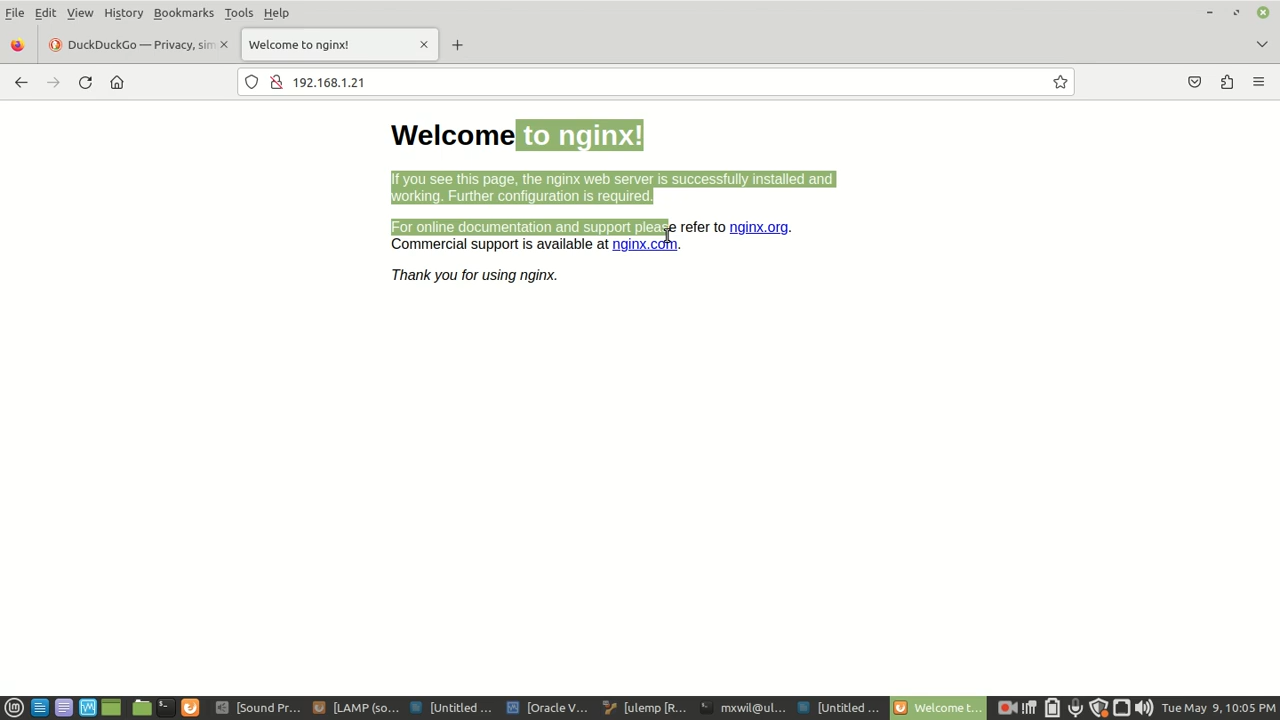 File Edit View History Bookmarks Tools Help
DuckDuckGo — Privacy, sim
Welcome to nginx!
192.168.1.21
Welcome to nginx!
If you see this page, the nginx web server is successfully installed and
working. Further configuration is required.
For online documentation and support please refer to nginx.org.
Commercial support is available at nginx.com.
Thank you for using nginx.
[Sound Pr... [LAMP (so... [Untitled ... [Oracle V... [ulemp [R... mxwil@ul... [Untitled ... Welcome t... Tue May 9, 10:05 PM